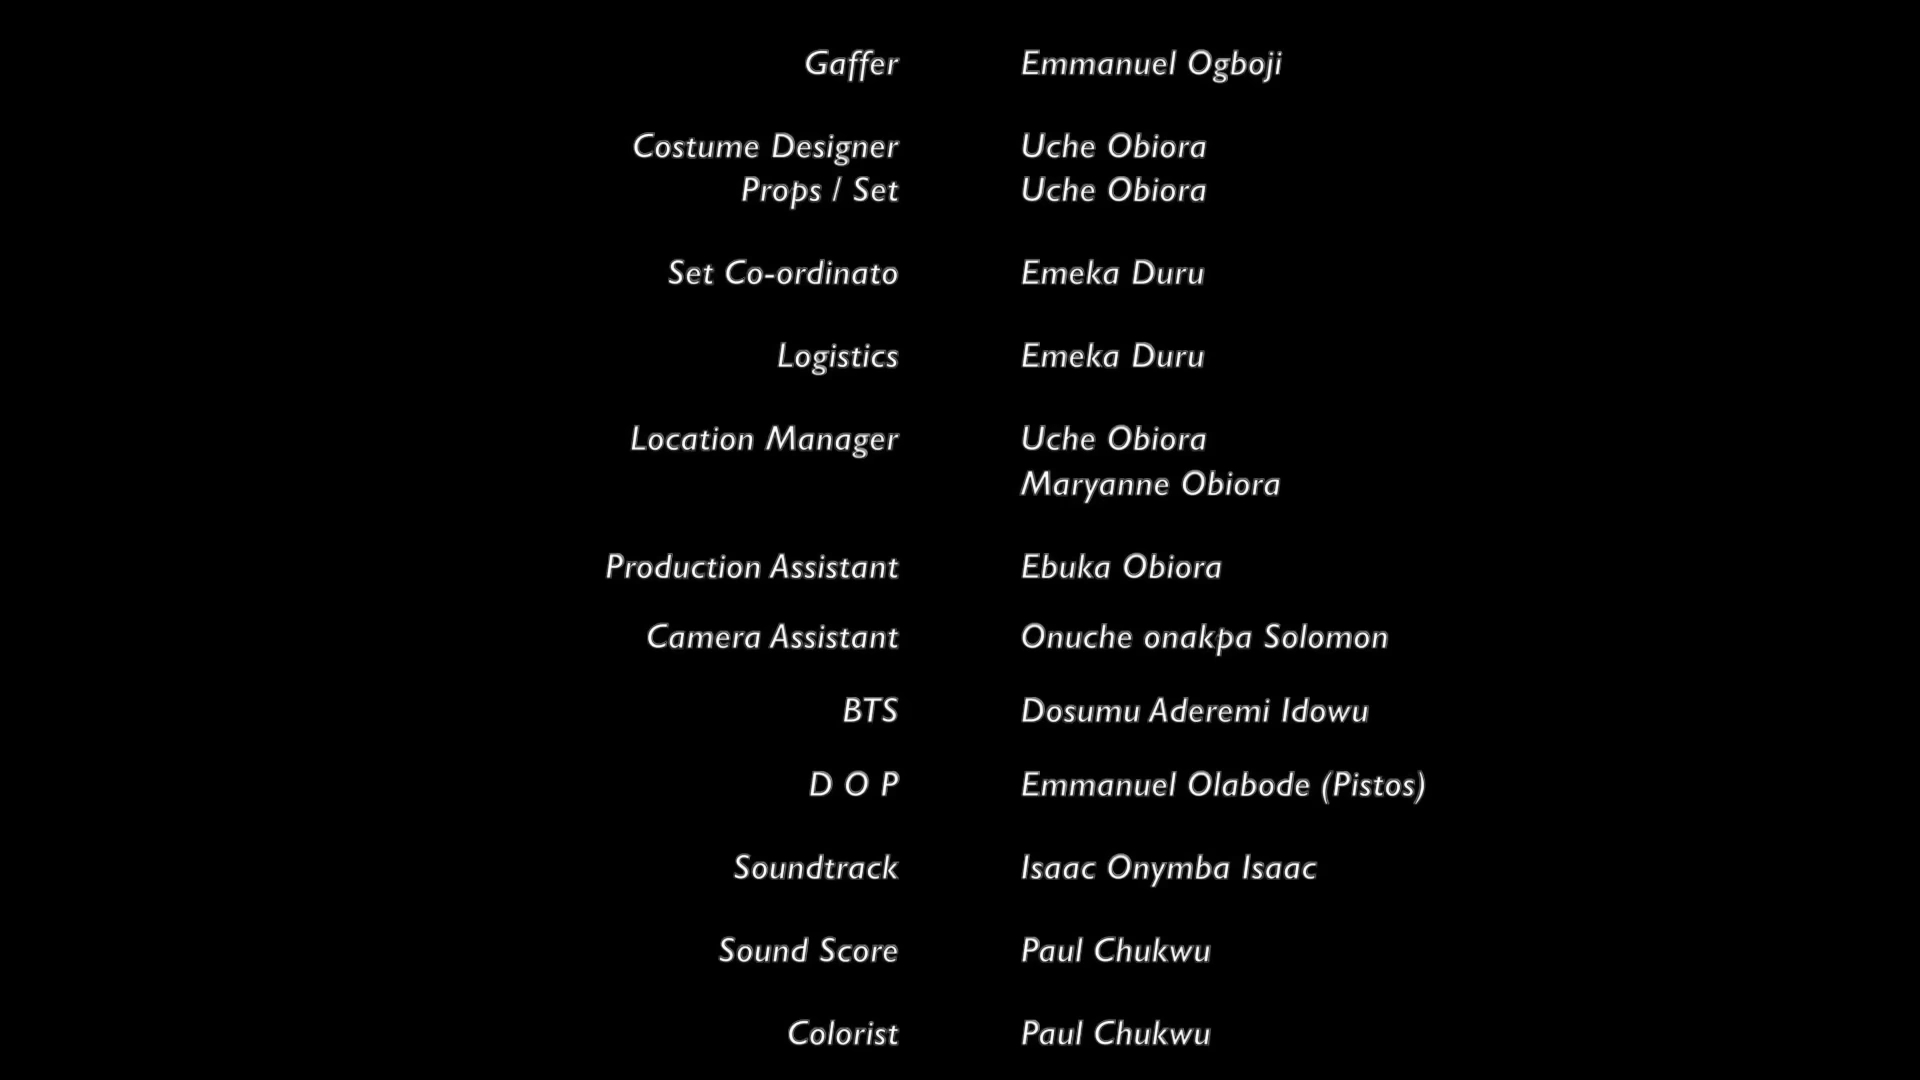 Gaffer Emmanuel Ogboji
Costume Designer Uche Obiora
Props / Set Uche Obiora
Set Co-ordinato Emeka Duru
Logistics Emeka Duru
Location Manager Uche Obiora
Maryanne Obiora
Production Assistant Ebuka Obiora
Camera Assistant Onuche onakpa Solomon
BTS Dosumu Aderemi Idowu
D O P Emmanuel Olabode (Pistos)
Soundtrack Isaac Onymba Isaac
Sound Score Paul Chukwu
Colorist Paul Chukwu